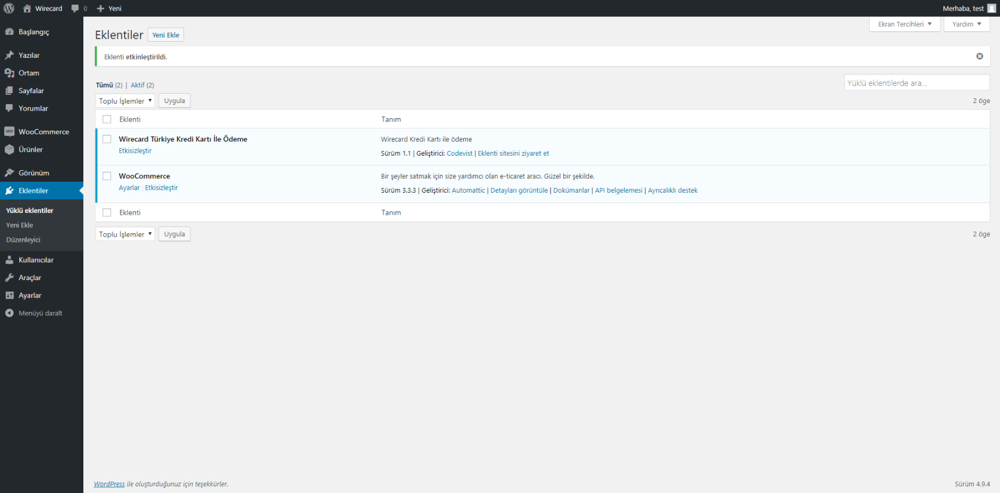 Wirecard 0 Yeni Merhaba, test
Ekran Tercihleri ▼ Yardım ▼
Başlangıç
Yazılar
Ortam
Sayfalar
Yorumlar
WooCommerce
Ürünler
Görünüm
Eklentiler
Yüklü eklentiler
Yeni Ekle
Düzenleyici
Kullanıcılar
Araçlar
Ayarlar
Menüyü daralt
Eklentiler Yeni Ekle
Eklenti etkinleştirildi.
Tümü (2) | Aktif (2)
Yüklü eklentilerde ara...
Toplu İşlemler ▼ Uygula 2 öge
Eklenti Tanım
Wirecard Türkiye Kredi Kartı İle Ödeme Wirecard Kredi Kartı ile ödeme
Etkisizleştir Sürüm 1.1 | Geliştirici: Codevist | Eklenti sitesini ziyaret et
WooCommerce Bir şeyler satmak için size yardımcı olan e-ticaret aracı. Güzel bir şekilde.
Ayarlar | Etkisizleştir Sürüm 3.3.3 | Geliştirici: Automattic | Detayları görüntüle | Dokümanlar | API belgelemesi | Ayrıcalıklı destek
Eklenti Tanım
Toplu İşlemler ▼ Uygula 2 öge
WordPress ile oluşturduğunuz için teşekkürler. Sürüm 4.9.4